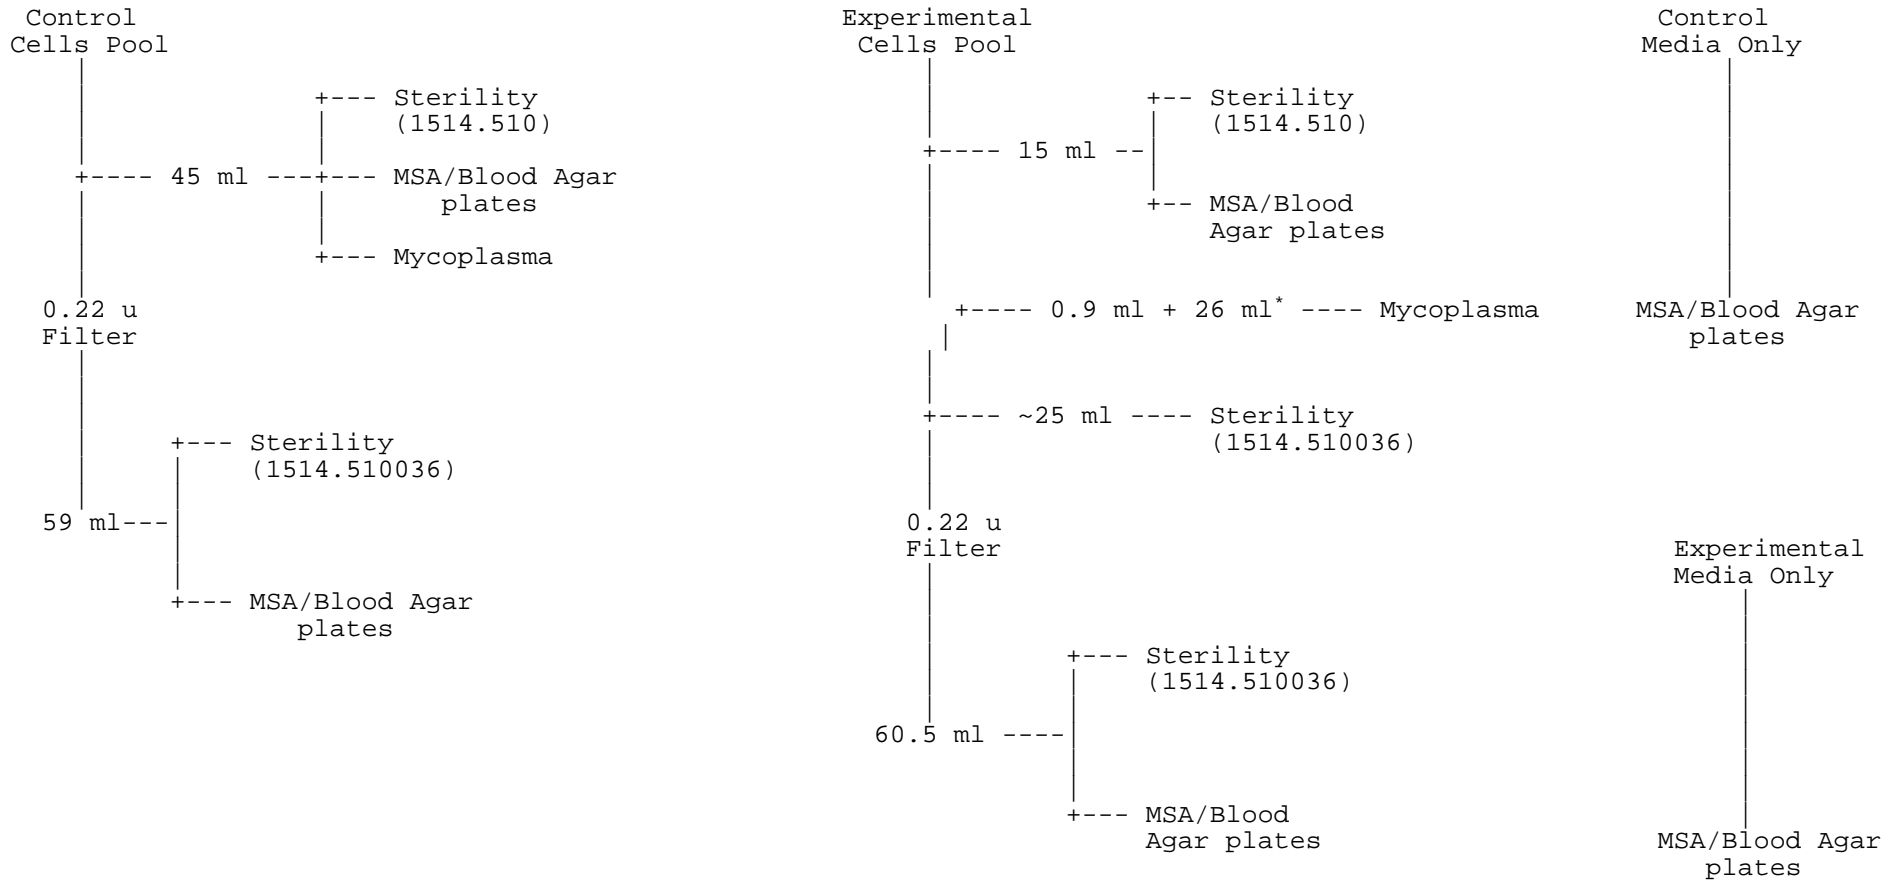 Control
Cells Pool
+--- Sterility
(1514.510)
+---- 45 ml ---+--- MSA/Blood Agar
plates
+--- Mycoplasma
0.22 u
Filter
+--- Sterility
(1514.510036)
59 ml---
+--- MSA/Blood Agar
plates
Experimental
Cells Pool
+-- Sterility
(1514.510)
+---- 15 ml --
+-- MSA/Blood
Agar plates
+---- 0.9 ml + 26 ml* ---- Mycoplasma
+---- ~25 ml ---- Sterility
(1514.510036)
0.22 u
Filter
+--- Sterility
(1514.510036)
60.5 ml ----
+--- MSA/Blood
Agar plates
Control
Media Only
MSA/Blood Agar
plates
Experimental
Media Only
MSA/Blood Agar
plates